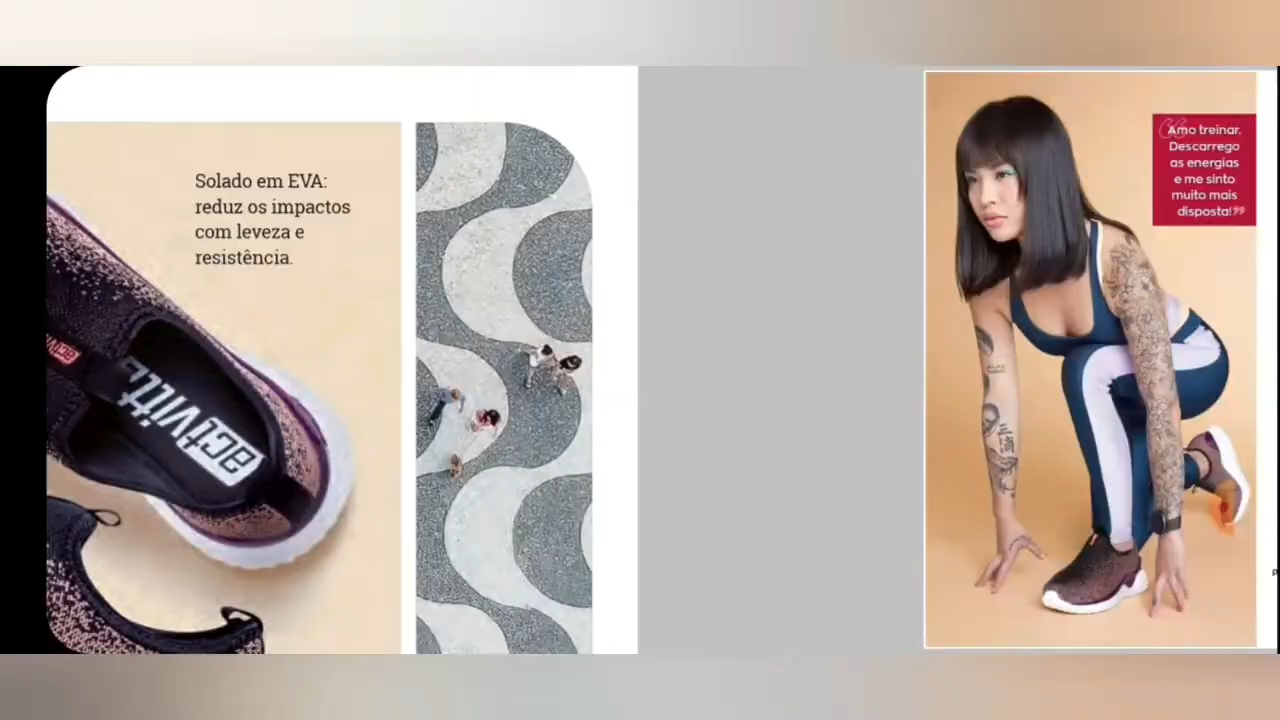 Solado em EVA:
reduz os impactos
com leveza e
resistência.
activitta
Amo treinar.
Descarrego
as energias
e me sinto
muito mais
disposta!